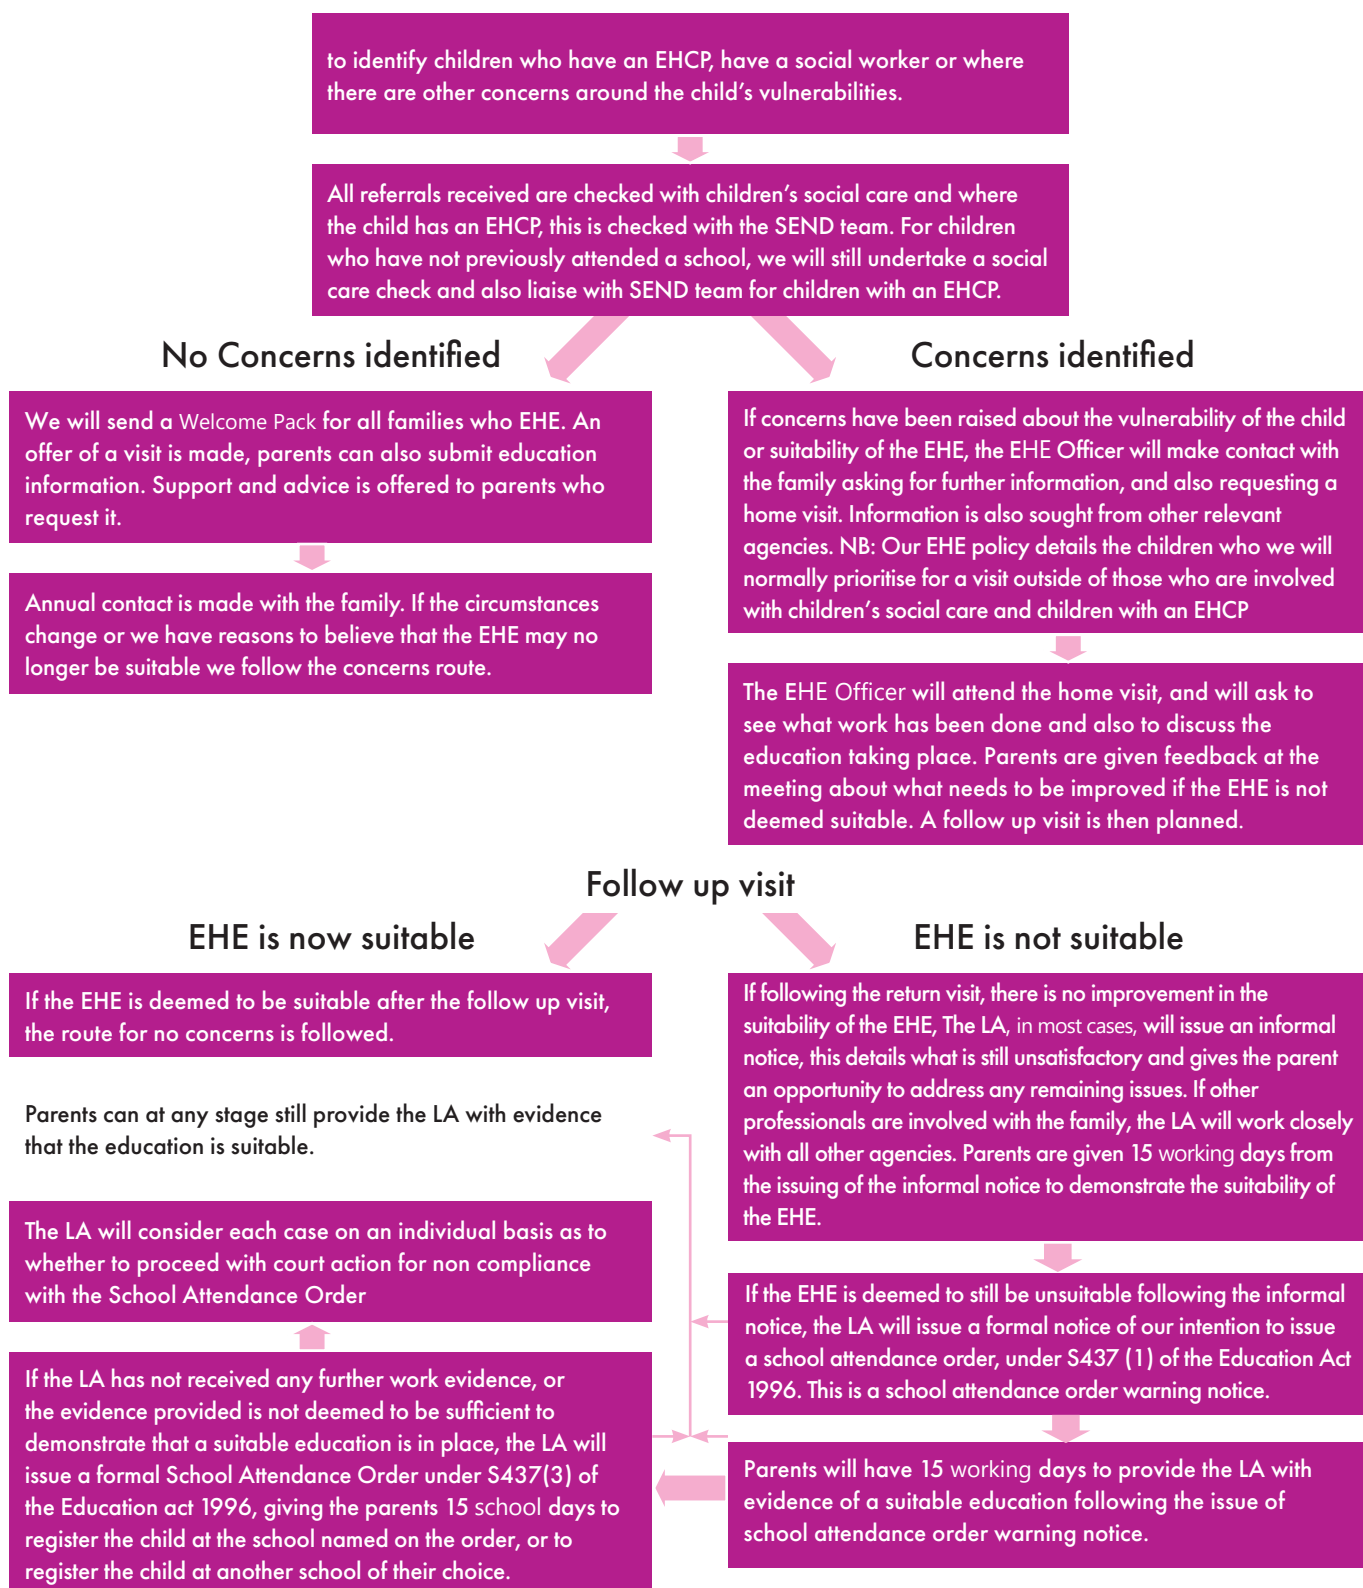 to identify children who have an EHCP, have a social worker or where
there are other concerns around the child's vulnerabilities.
All referrals received are checked with children's social care and where
the child has an EHCP, this is checked with the SEND team. For children
who have not previously attended a school, we will still undertake a social
care check and also liaise with SEND team for children with an EHCP.
No Concerns identified
We will send a Welcome Pack for all families who EHE. An
offer of a visit is made, parents can also submit education
information. Support and advice is offered to parents who
request it.
Annual contact is made with the family. If the circumstances
change or we have reasons to believe that the EHE may no
longer be suitable we follow the concerns route.
Concerns identified
If concerns have been raised about the vulnerability of the child
or suitability of the EHE, the EHE Officer will make contact with
the family asking for further information, and also requesting a
home visit. Information is also sought from other relevant
agencies. NB: Our EHE policy details the children who we will
normally prioritise for a visit outside of those who are involved
with children's social care and children with an EHCP
The EHE Officer will attend the home visit, and will ask to
see what work has been done and also to discuss the
education taking place. Parents are given feedback at the
meeting about what needs to be improved if the EHE is not
deemed suitable. A follow up visit is then planned.
Follow up visit
EHE is now suitable
If the EHE is deemed to be suitable after the follow up visit,
the route for no concerns is followed.
Parents can at any stage still provide the LA with evidence
that the education is suitable.
EHE is not suitable
If following the return visit, there is no improvement in the
suitability of the EHE, The LA, in most cases, will issue an informal
notice, this details what is still unsatisfactory and gives the parent
an opportunity to address any remaining issues. If other
professionals are involved with the family, the LA will work closely
with all other agencies. Parents are given 15 working days from
the issuing of the informal notice to demonstrate the suitability of
the EHE.
If the EHE is deemed to still be unsuitable following the informal
notice, the LA will issue a formal notice of our intention to issue
a school attendance order, under S437 (1) of the Education Act
1996. This is a school attendance order warning notice.
Parents will have 15 working days to provide the LA with
evidence of a suitable education following the issue of
school attendance order warning notice.
If the LA has not received any further work evidence, or
the evidence provided is not deemed to be sufficient to
demonstrate that a suitable education is in place, the LA will
issue a formal School Attendance Order under S437(3) of
the Education act 1996, giving the parents 15 school days to
register the child at the school named on the order, or to
register the child at another school of their choice.
The LA will consider each case on an individual basis as to
whether to proceed with court action for non compliance
with the School Attendance Order